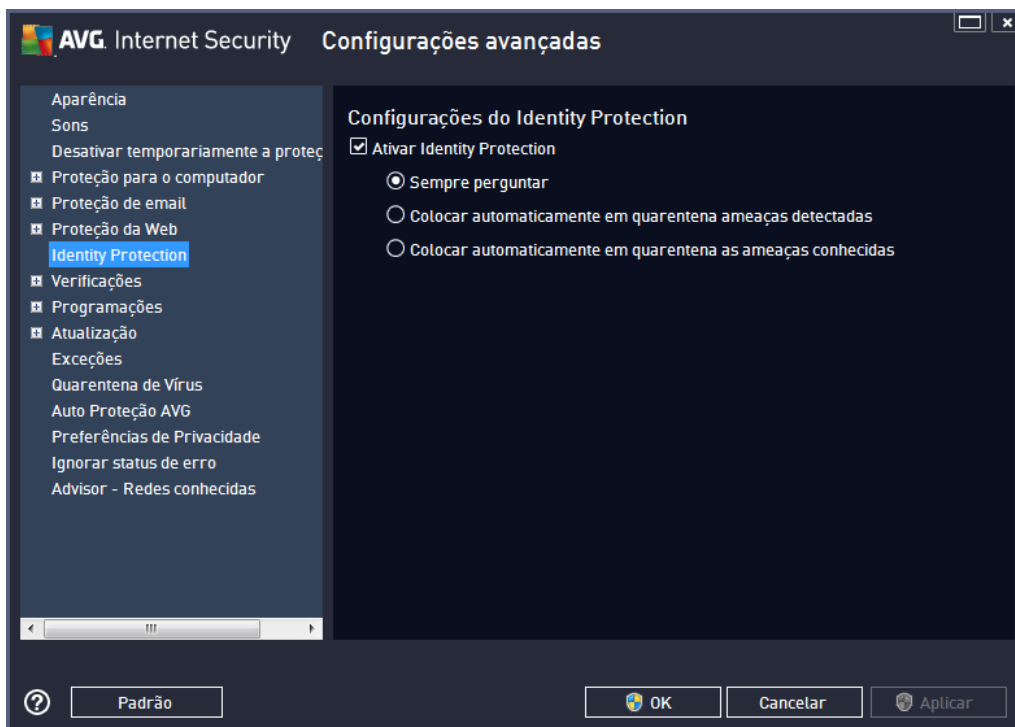 AVG. Internet Security Configurações avançadas
Aparência
Sons
Desativar temporariamente a proteç
Proteção para o computador
Proteção de email
Proteção da Web
Identity Protection
Verificações
Programações
Atualização
Exceções
Quarentena de Vírus
Auto Proteção AVG
Preferências de Privacidade
Ignorar status de erro
Advisor - Redes conhecidas
Configurações do Identity Protection
Ativar Identity Protection
Sempre perguntar
Colocar automaticamente em quarentena ameaças detectadas
Colocar automaticamente em quarentena as ameaças conhecidas
? Padrão OK Cancelar Aplicar